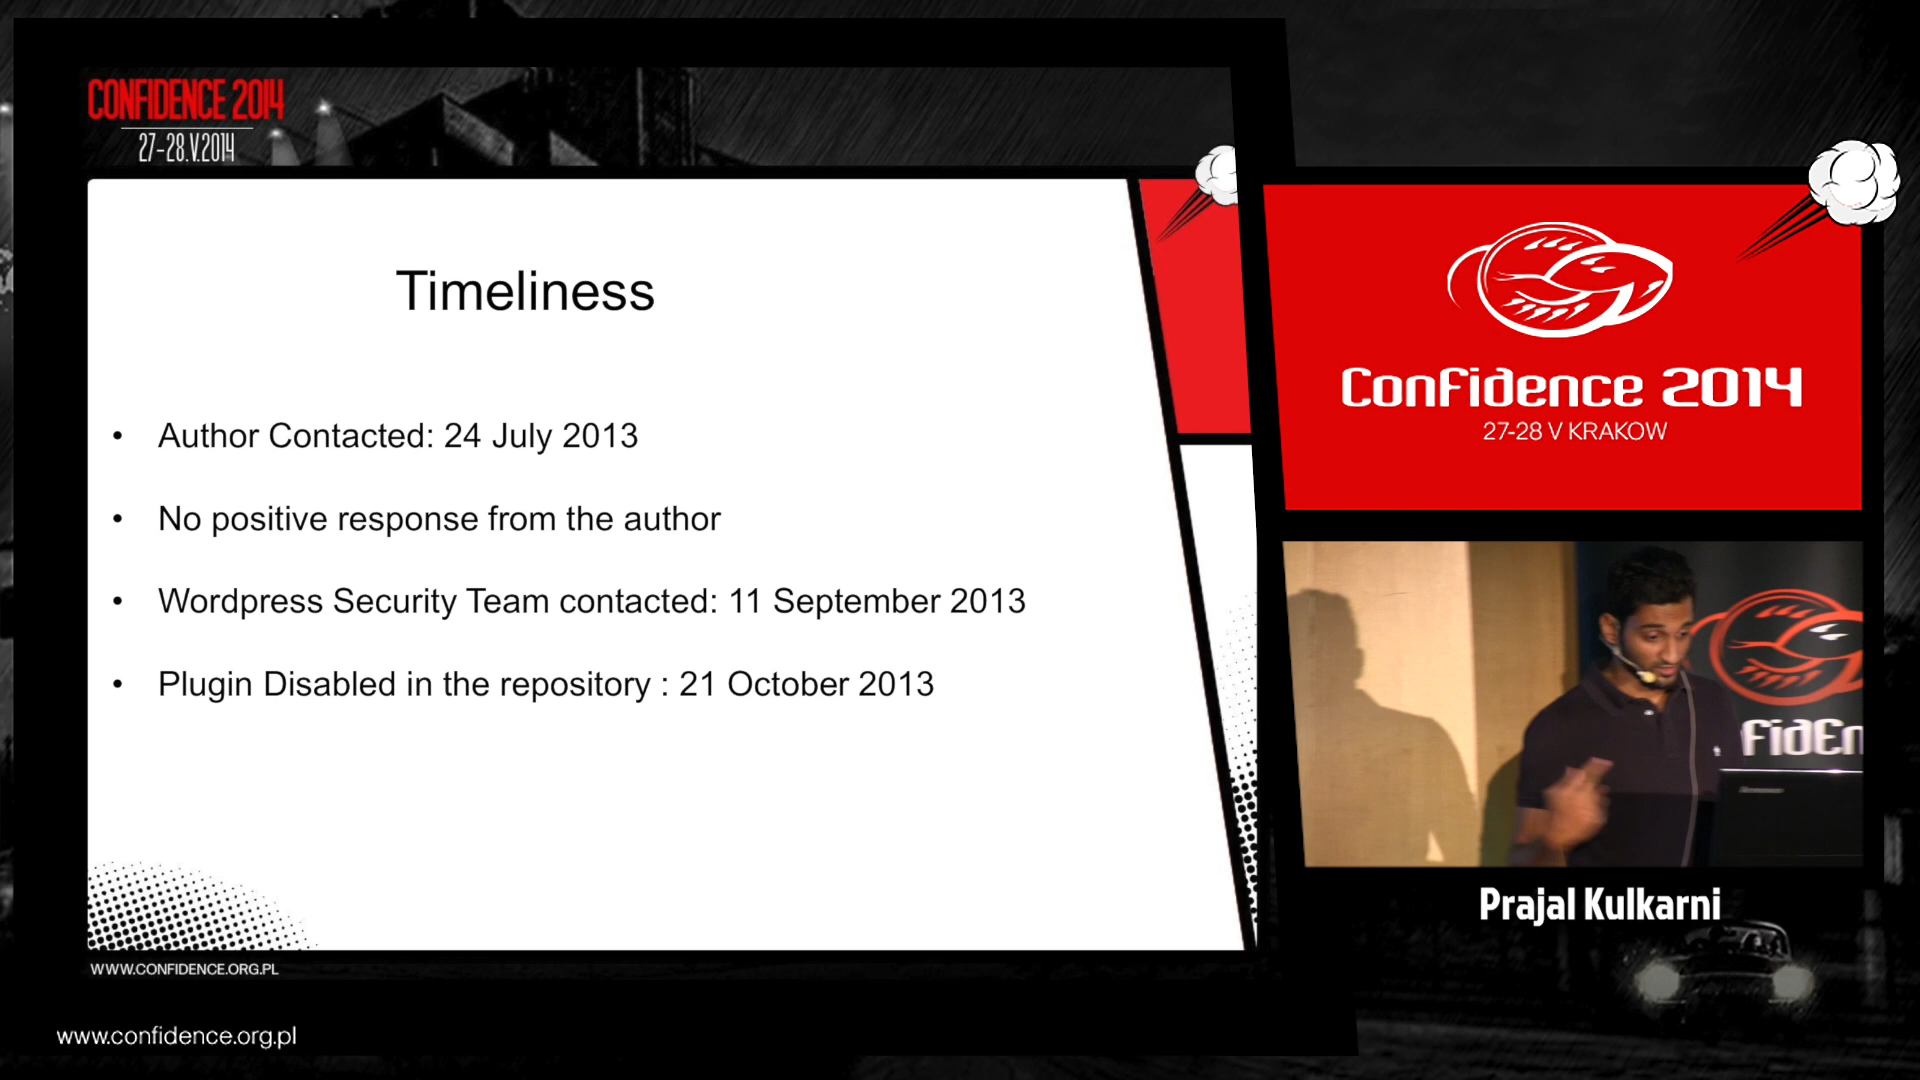 CONFIDENCE 2014
27-28.V.2014
Timeliness
• Author Contacted: 24 July 2013
• No positive response from the author
• Wordpress Security Team contacted: 11 September 2013
• Plugin Disabled in the repository : 21 October 2013
WWW.CONFIDENCE.ORG.PL
www.confidence.org.pl
ConFidence 2014
27-28 V KRAKOW
FidEn
Prajal Kulkarni